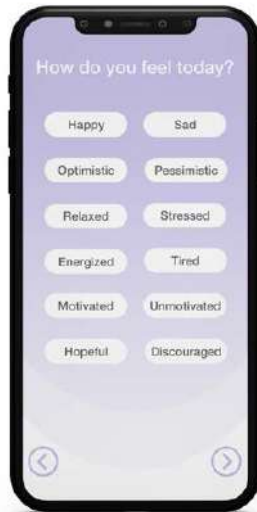 How do you feel today?
Happy Sad
Optimistic Pessimistic
Relaxed Stressed
Energized Tired
Motivated Unmotivated
Hopeful Discouraged